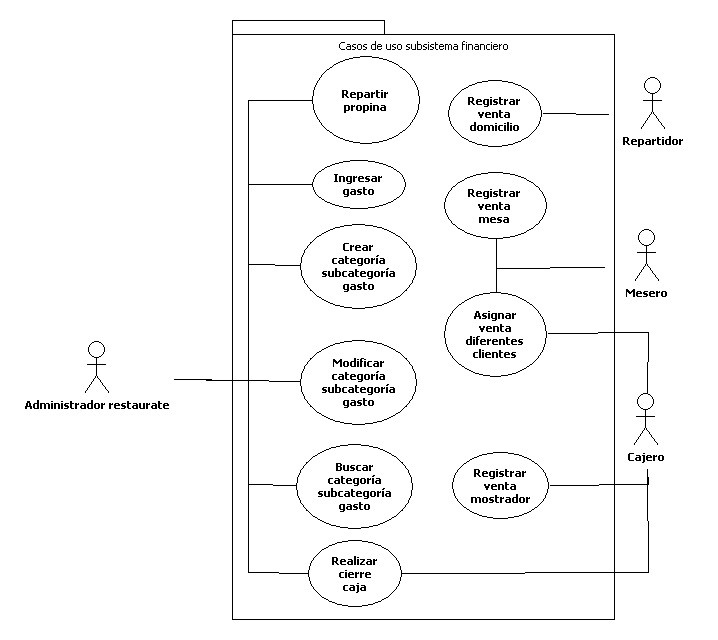 Casos de uso subsistema financiero
Repartir
propina
Registrar
venta
domicilio
Repartidor
Ingresar
gasto
Registrar
venta
mesa
Crear
categoría
subcategoría
gasto
Mesero
Asignar
venta
diferentes
clientes
Administrador restaurate
Modificar
categoría
subcategoría
gasto
Cajero
Buscar
categoría
subcategoría
gasto
Registrar
venta
mostrador
Realizar
cierre
caja